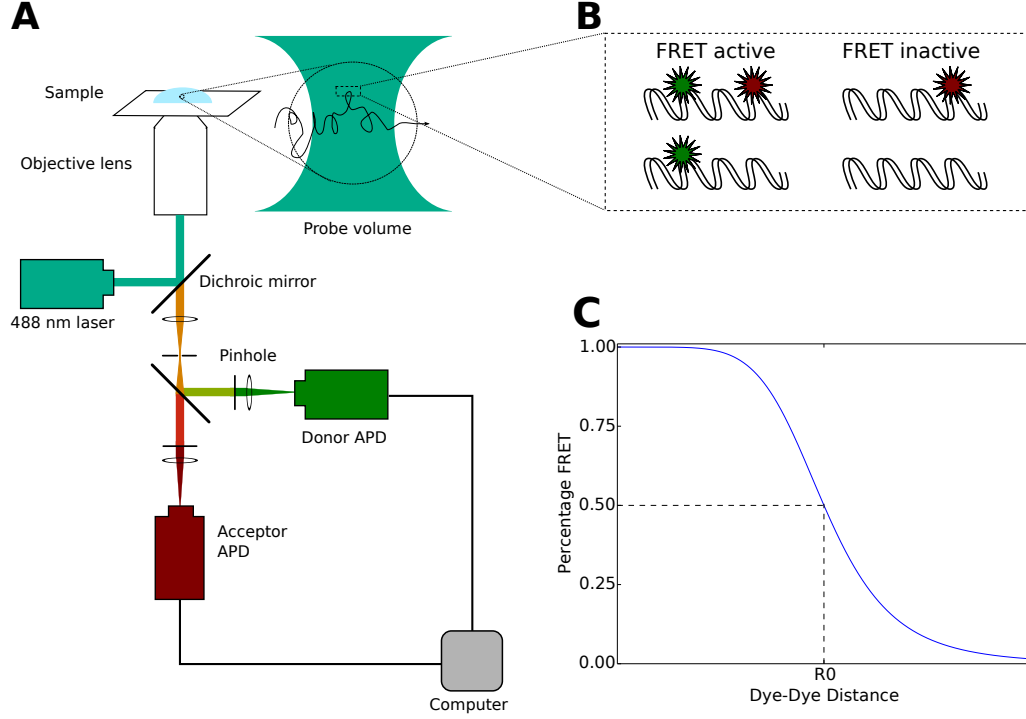 A
Sample
Objective lens
Probe volume
Dichroic mirror
488 nm laser
Pinhole
Donor APD
Acceptor
APD
Computer
B
FRET active
FRET inactive
C
1.00
0.75
0.50
0.25
0.00
Percentage FRET
R0
Dye-Dye Distance